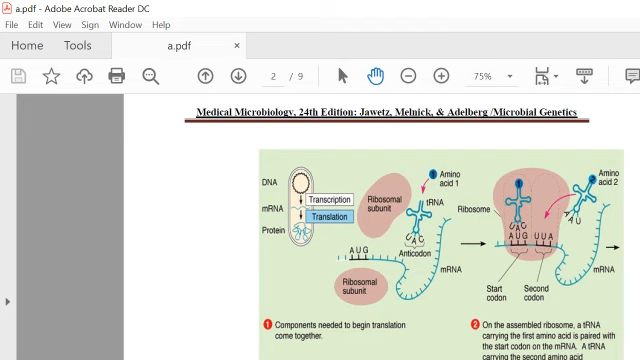 a.pdf - Adobe Acrobat Reader DC
File Edit View Sign Window Help
Home Tools a.pdf ×
2 / 9 75%
Medical Microbiology, 24th Edition: Jawetz, Melnick, & Adelberg /Microbial Genetics
DNA
Transcription
mRNA
Translation
Protein
Ribosomal
subunit
1 Amino
acid 1
tRNA
UAC
Anticodon
AUG
mRNA
Ribosomal
subunit
1 Components needed to begin translation
come together.
1
2 Amino
acid 2
Ribosome
UAC
AAU
AUG UUA
mRNA
Start
codon
Second
codon
2 On the assembled ribosome, a tRNA
carrying the first amino acid is paired with
the start codon on the mRNA. A tRNA
carrying the second amino acid